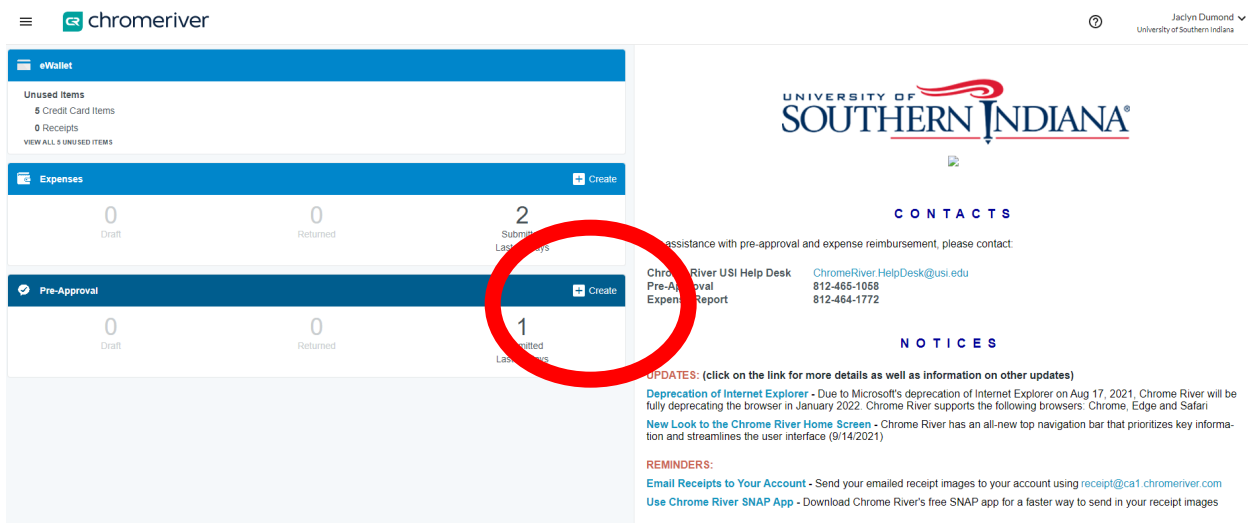 chromeriver
Jaclyn Dumond
University of Southern Indiana
eWallet
Unused Items
5 Credit Card Items
0 Receipts
VIEW ALL 5 UNUSED ITEMS
Expenses
Create
0
Draft
0
Returned
2
Last
Pre-Approval
Create
0
Draft
0
Returned
1
Last
UNIVERSITY OF
SOUTHERN INDIANA®
CONTACTS
assistance with pre-approval and expense reimbursement, please contact:
River USI Help Desk ChromeRiver.HelpDesk@usi.edu
812-465-1058
Report 812-464-1772
NOTICES
UPDATES: (click on the link for more details as well as information on other updates)
Deprecation of Internet Explorer - Due to Microsoft's deprecation of Internet Explorer on Aug 17, 2021, Chrome River will be
fully deprecating the browser in January 2022. Chrome River supports the following browsers: Chrome, Edge and Safari
New Look to the Chrome River Home Screen - Chrome River has an all-new top navigation bar that prioritizes key informa-
tion and streamlines the user interface (9/14/2021)
REMINDERS:
Email Receipts to Your Account - Send your emailed receipt images to your account using receipt@ca1.chromeriver.com
Use Chrome River SNAP App - Download Chrome River's free SNAP app for a faster way to send in your receipt images